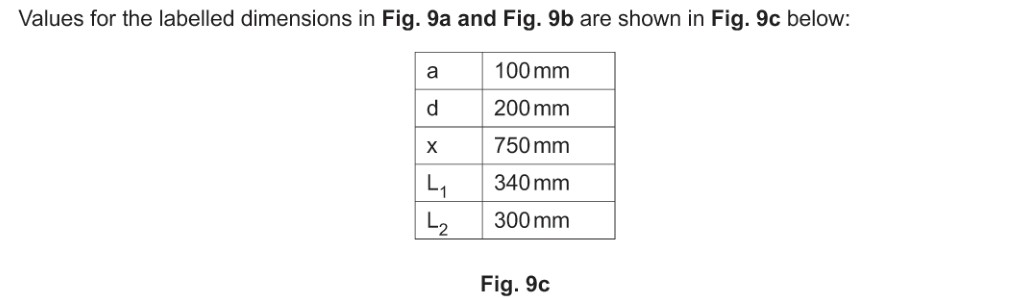 Values for the labelled dimensions in Fig. 9a and Fig. 9b are shown in Fig. 9c below:
a 100 mm
d 200 mm
x 750 mm
L₁ 340 mm
L₂ 300 mm
Fig. 9c